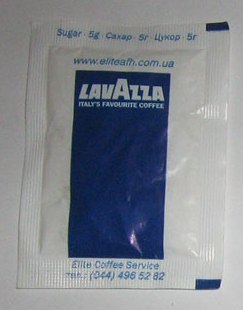 Sugar · 5g · Сахар · 5г · Цукор · 5г
www.eliteafh.com.ua
LAVAZZA
ITALY'S FAVOURITE COFFEE
Elite Coffee Service
тел.: (044) 496 52 82